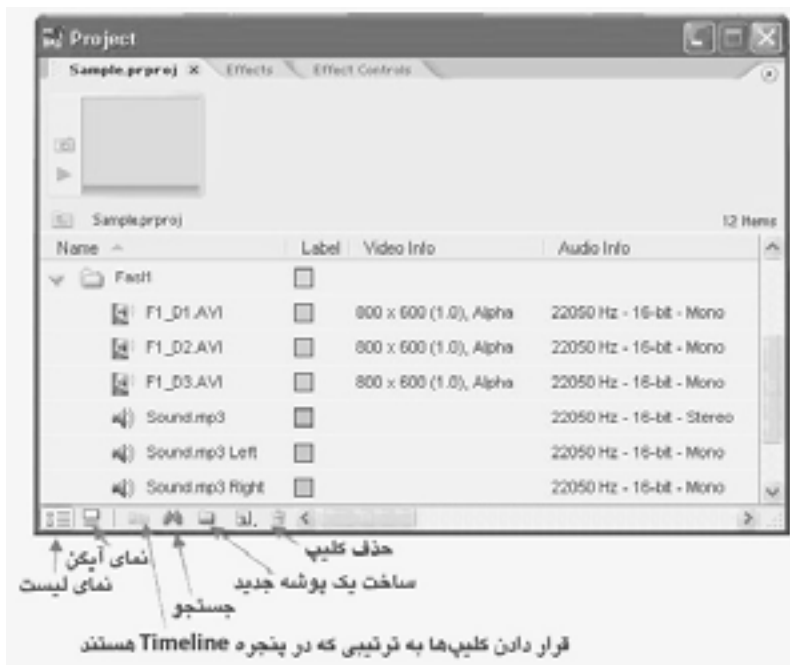 Project
Sample.prproj × Effects Effect Controls
Sample.prproj 12 Items
Name Label Video Info Audio Info
Fasl1
F1_D1.AVI 800 x 600 (1.0), Alpha 22050 Hz - 16-bit - Mono
F1_D2.AVI 800 x 600 (1.0), Alpha 22050 Hz - 16-bit - Mono
F1_D3.AVI 800 x 600 (1.0), Alpha 22050 Hz - 16-bit - Mono
Sound.mp3 22050 Hz - 16-bit - Stereo
Sound.mp3 Left 22050 Hz - 16-bit - Mono
Sound.mp3 Right 22050 Hz - 16-bit - Mono
حذف کلیپ
نمای آیکن
ساخت یک پوشه جدید
نمای لیست
جستجو
قرار دادن کلیپ‌ها به ترتیبی که در پنجره Timeline هستند